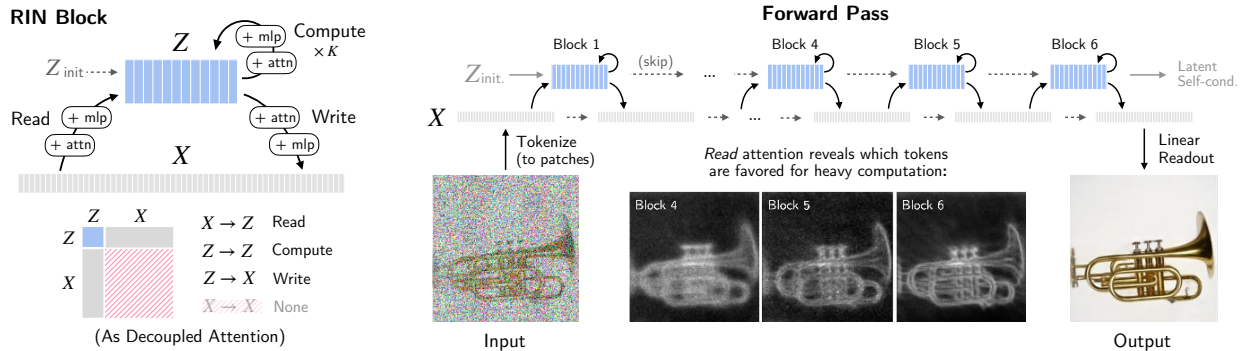 RIN Block
Z
Compute
× K
+ mlp
+ attn
Z init
Read
+ mlp
+ attn
+ attn
+ mlp
Write
X
Z X
Z
X
X → Z Read
Z → Z Compute
Z → X Write
X → X None
(As Decoupled Attention)
Forward Pass
Block 1
Block 4
Block 5
Block 6
Z init.
(skip)
...
Latent
Self-cond.
X
...
Tokenize
(to patches)
Read attention reveals which tokens
are favored for heavy computation:
Linear
Readout
Block 4
Block 5
Block 6
Input
Output